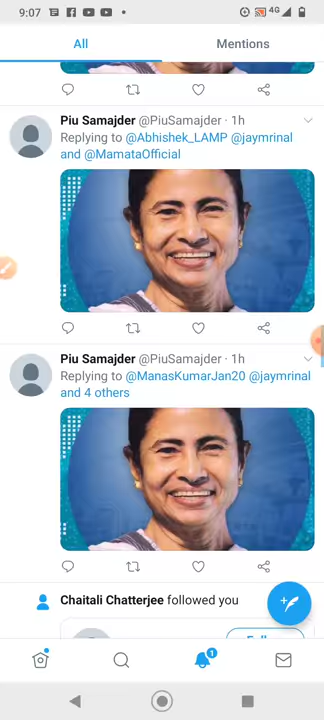 9:07
4G
All
Mentions
Piu Samajder @PiuSamajder · 1h
Replying to @Abhishek_LAMP @jaymrinal
and @MamataOfficial
Piu Samajder @PiuSamajder · 1h
Replying to @ManasKumarJan20 @jaymrinal
and 4 others
Chaitali Chatterjee followed you
1